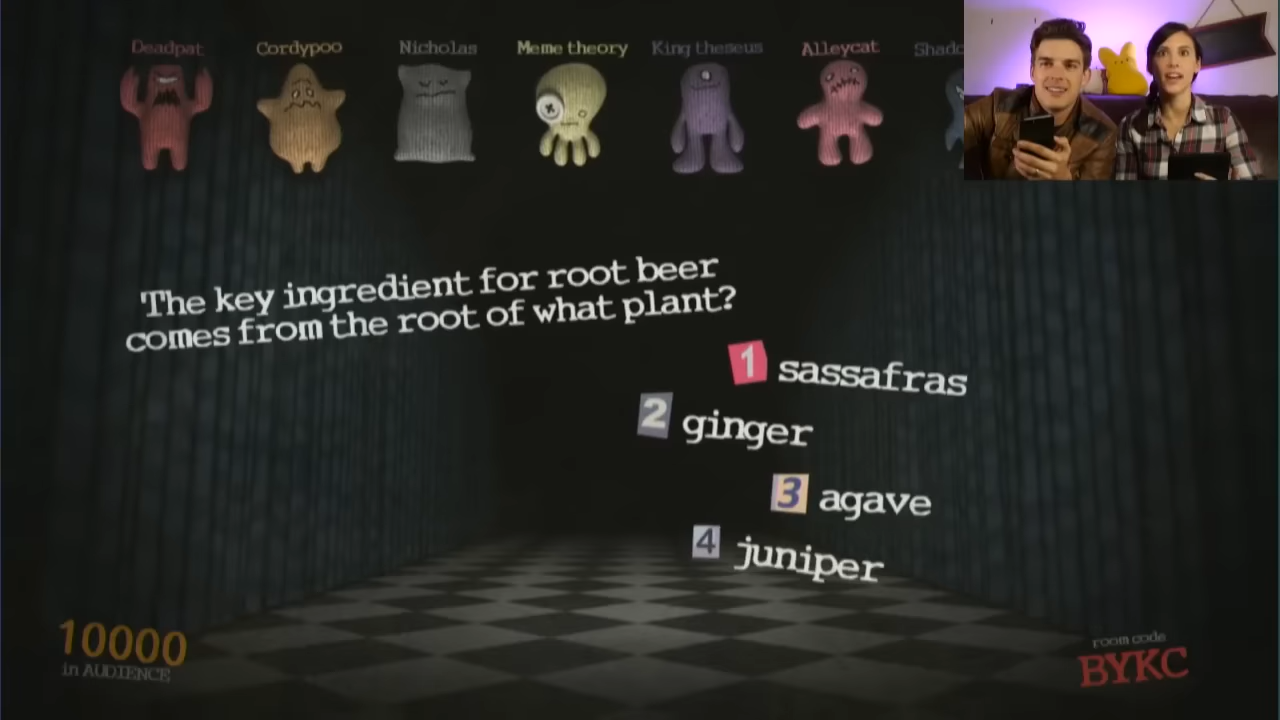 Deadpat
Cordypoo
Nicholas
Meme theory
King theseus
Alleycat
The key ingredient for root beer
comes from the root of what plant?
1 sassafras
2 ginger
3 agave
4 juniper
10000
in AUDIENCE
room code
BYKC